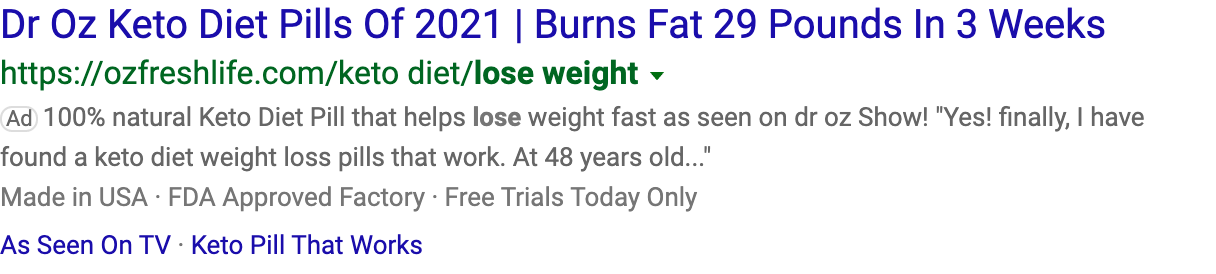 Dr Oz Keto Diet Pills Of 2021 | Burns Fat 29 Pounds In 3 Weeks
https://ozfreshlife.com/keto diet/lose weight
Ad 100% natural Keto Diet Pill that helps lose weight fast as seen on dr oz Show! "Yes! finally, I have
found a keto diet weight loss pills that work. At 48 years old..."
Made in USA · FDA Approved Factory · Free Trials Today Only
As Seen On TV · Keto Pill That Works